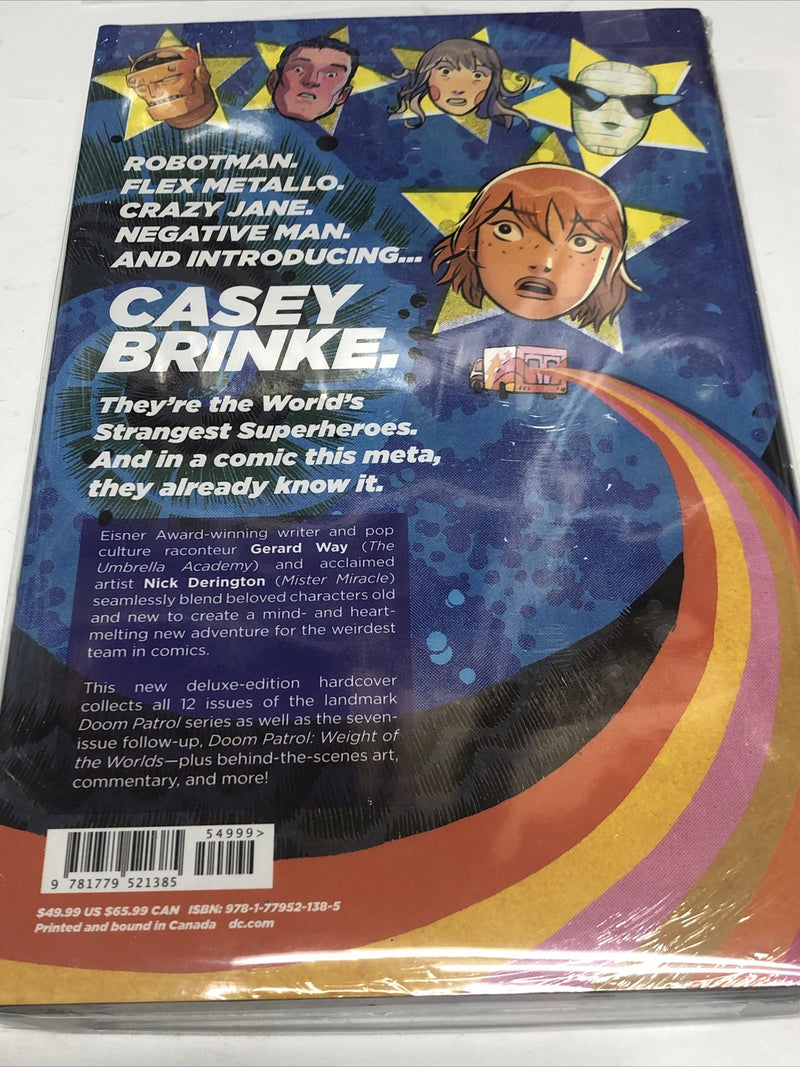 ROBOTMAN.
FLEX METALLO.
CRAZY JANE.
NEGATIVE MAN.
AND INTRODUCING...
CASEY
BRINKE.
They're the World's
Strangest Superheroes.
And in a comic this meta,
they already know it.
Eisner Award-winning writer and pop
culture raconteur Gerard Way (The
Umbrella Academy) and acclaimed
artist Nick Derington (Mister Miracle)
seamlessly blend beloved characters old
and new to create a mind- and heart-
melting new adventure for the weirdest
team in comics.
This new deluxe-edition hardcover
collects all 12 issues of the landmark
Doom Patrol series as well as the seven-
issue follow-up, Doom Patrol: Weight of
the Worlds—plus behind-the-scenes art,
commentary, and more!
54999>
9 781779 521385
$49.99 US $65.99 CAN ISBN: 978-1-77952-138-5
Printed and bound in Canada dc.com